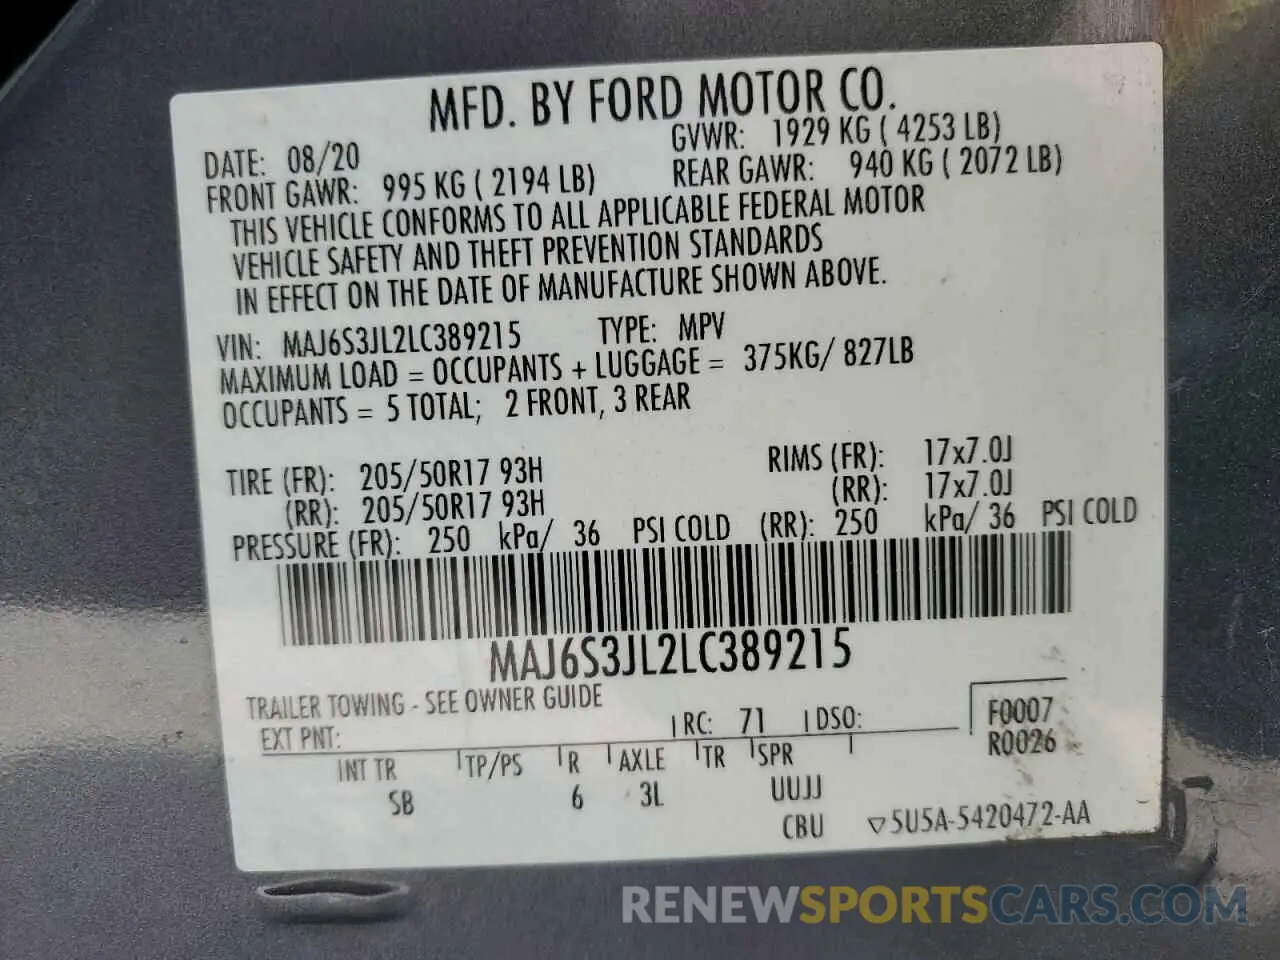 MFD. BY FORD MOTOR CO.
DATE: 08/20 GVWR: 1929 KG ( 4253 LB)
FRONT GAWR: 995 KG ( 2194 LB) REAR GAWR: 940 KG ( 2072 LB)
THIS VEHICLE CONFORMS TO ALL APPLICABLE FEDERAL MOTOR
VEHICLE SAFETY AND THEFT PREVENTION STANDARDS
IN EFFECT ON THE DATE OF MANUFACTURE SHOWN ABOVE.
VIN: MAJ6S3JL2LC389215 TYPE: MPV
MAXIMUM LOAD = OCCUPANTS + LUGGAGE = 375KG/ 827LB
OCCUPANTS = 5 TOTAL; 2 FRONT, 3 REAR
TIRE (FR): 205/50R17 93H RIMS (FR): 17x7.0J
(RR): 205/50R17 93H (RR): 17x7.0J
PRESSURE (FR): 250 kPa/ 36 PSI COLD (RR): 250 kPa/ 36 PSI COLD
MAJ6S3JL2LC389215
TRAILER TOWING - SEE OWNER GUIDE
EXT PNT: RC: 71 DSO: F0007
R0026
INT TR TP/PS R AXLE TR SPR
SB 6 3L UUJJ
CBU ▽5U5A-5420472-AA
RENEWSPORTSCARS.COM